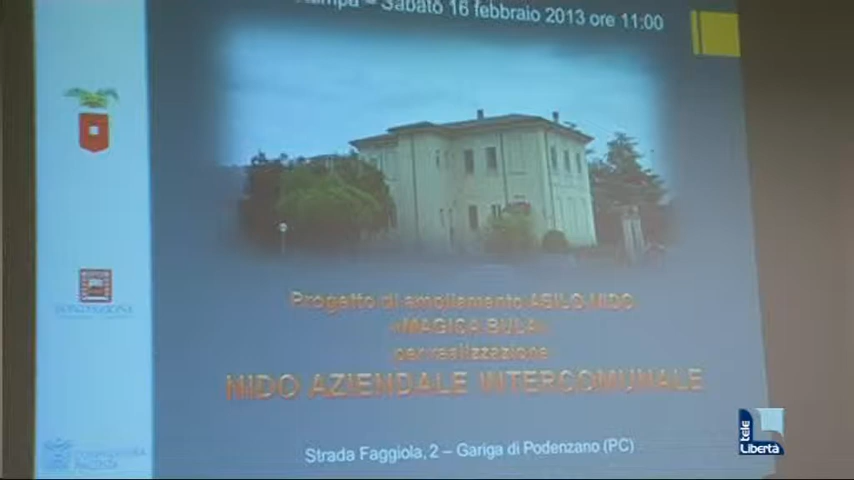 – Sabato 16 febbraio 2013 ore 11:00
Progetto di ampliamento ASILO NIDO
«MAGICA BULA»
per realizzazione
NIDO AZIENDALE INTERCOMUNALE
Strada Faggiola, 2 – Gariga di Podenzano (PC)
tele
Libertà